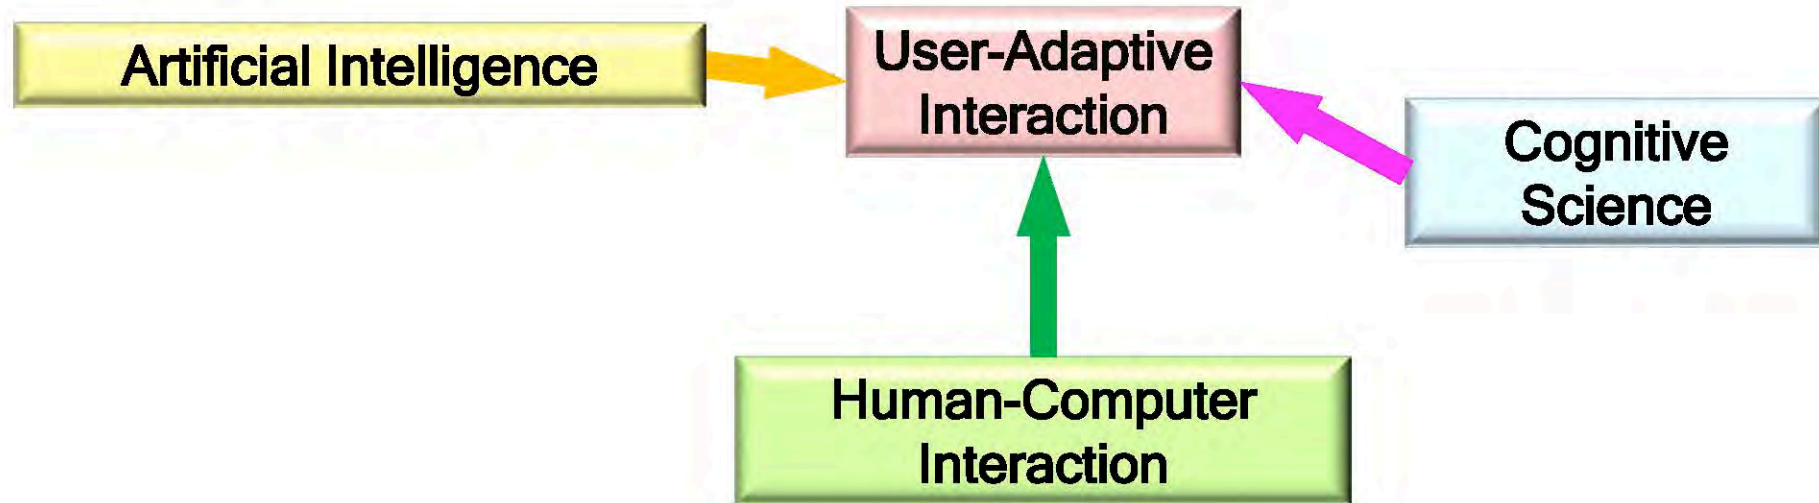 Artificial Intelligence
User-Adaptive
Interaction
Cognitive
Science
Human-Computer
Interaction